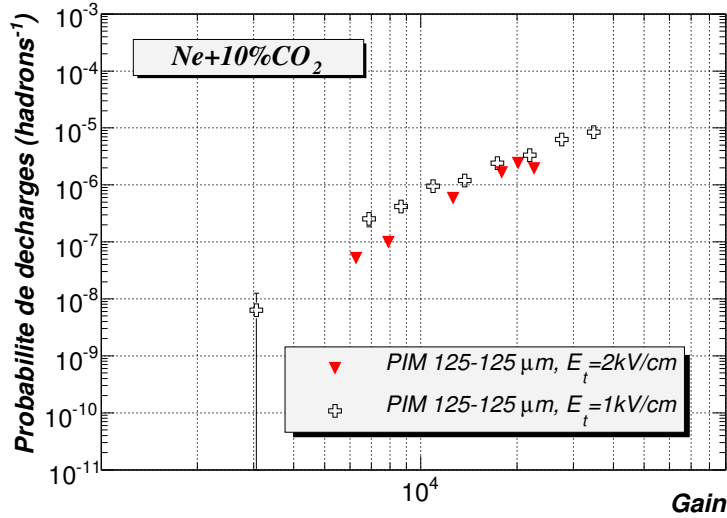 Ne+10%CO₂
Probabilite de decharges (hadrons⁻¹)
10⁻³
10⁻⁴
10⁻⁵
10⁻⁶
10⁻⁷
10⁻⁸
10⁻⁹
10⁻¹⁰
10⁻¹¹
PIM 125-125 μm, Eₜ=2kV/cm
PIM 125-125 μm, Eₜ=1kV/cm
10⁴
Gain